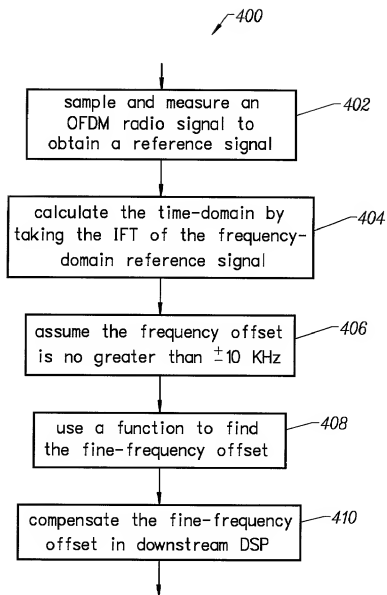 400
sample and measure an
OFDM radio signal to
obtain a reference signal
402
calculate the time-domain by
taking the IFT of the frequency-
domain reference signal
404
assume the frequency offset
is no greater than ±10 KHz
406
use a function to find
the fine-frequency offset
408
compensate the fine-frequency
offset in downstream DSP
410